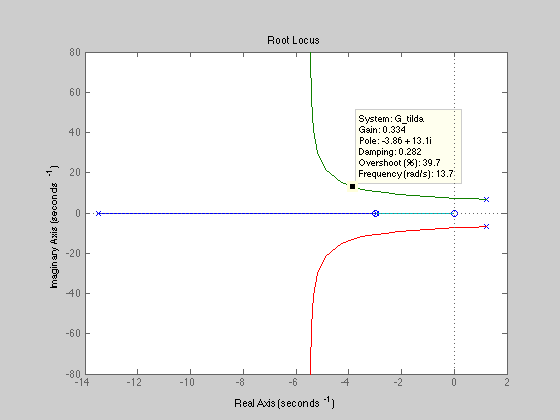 Root Locus
80
60
40
20
0
-20
-40
-60
-80
Imaginary Axis (seconds⁻¹)
System: G_tilda
Gain: 0.334
Pole: -3.86 + 13.1i
Damping: 0.282
Overshoot (%): 39.7
Frequency (rad/s): 13.7
-14 -12 -10 -8 -6 -4 -2 0 2
Real Axis (seconds⁻¹)